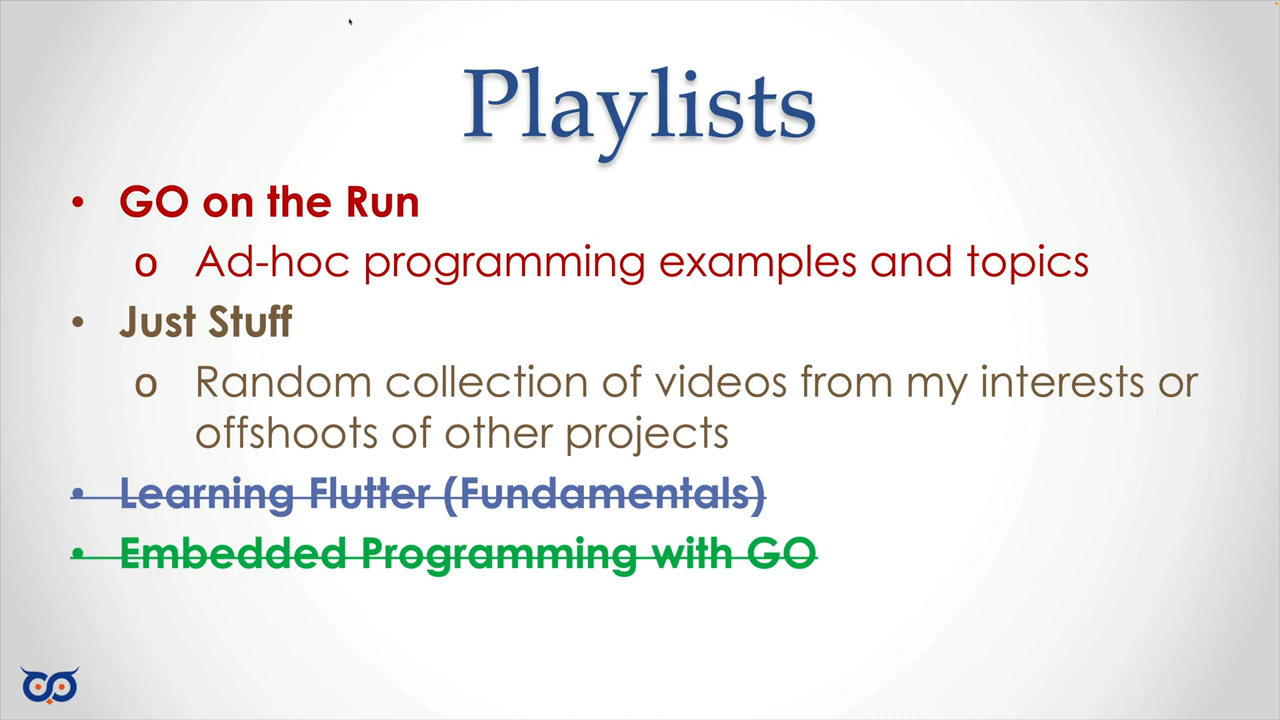 Playlists
• GO on the Run
o Ad-hoc programming examples and topics
• Just Stuff
o Random collection of videos from my interests or
offshoots of other projects
• Learning Flutter (Fundamentals)
• Embedded Programming with GO